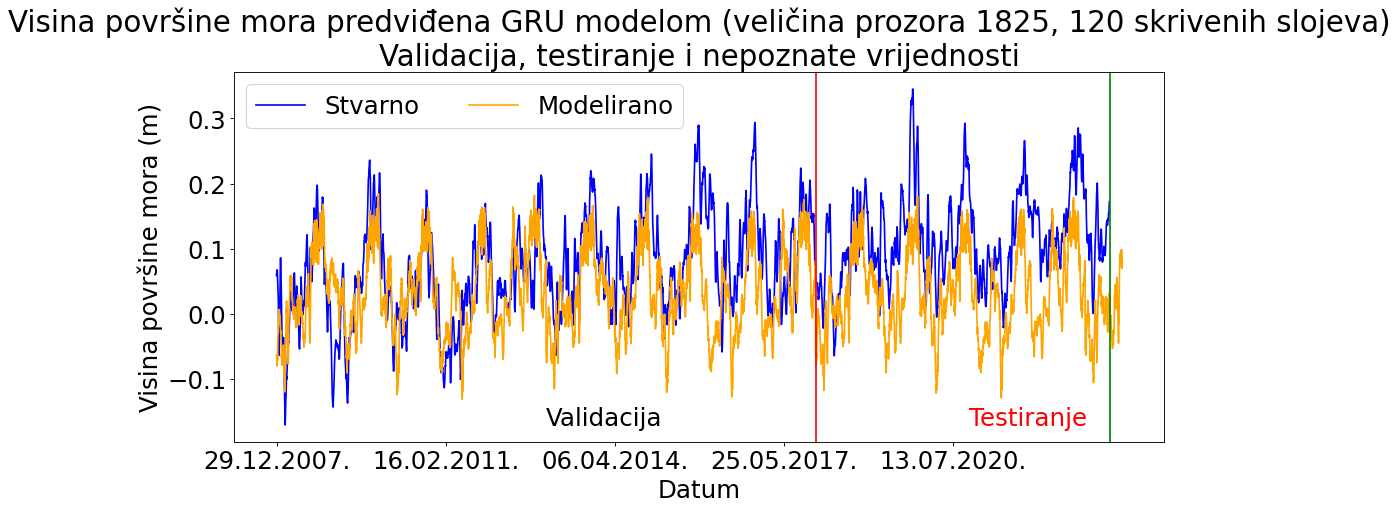 Visina površine mora predviđena GRU modelom (veličina prozora 1825, 120 skrivenih slojeva)
Validacija, testiranje i nepoznate vrijednosti
Stvarno
Modelirano
Visina površine mora (m)
0.3
0.2
0.1
0.0
−0.1
Validacija
Testiranje
29.12.2007.
16.02.2011.
06.04.2014.
25.05.2017.
13.07.2020.
Datum